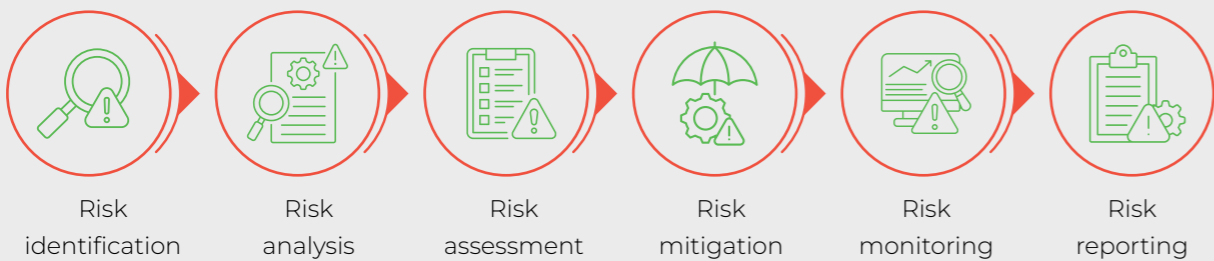 Risk
identification
Risk
analysis
Risk
assessment
Risk
mitigation
Risk
monitoring
Risk
reporting